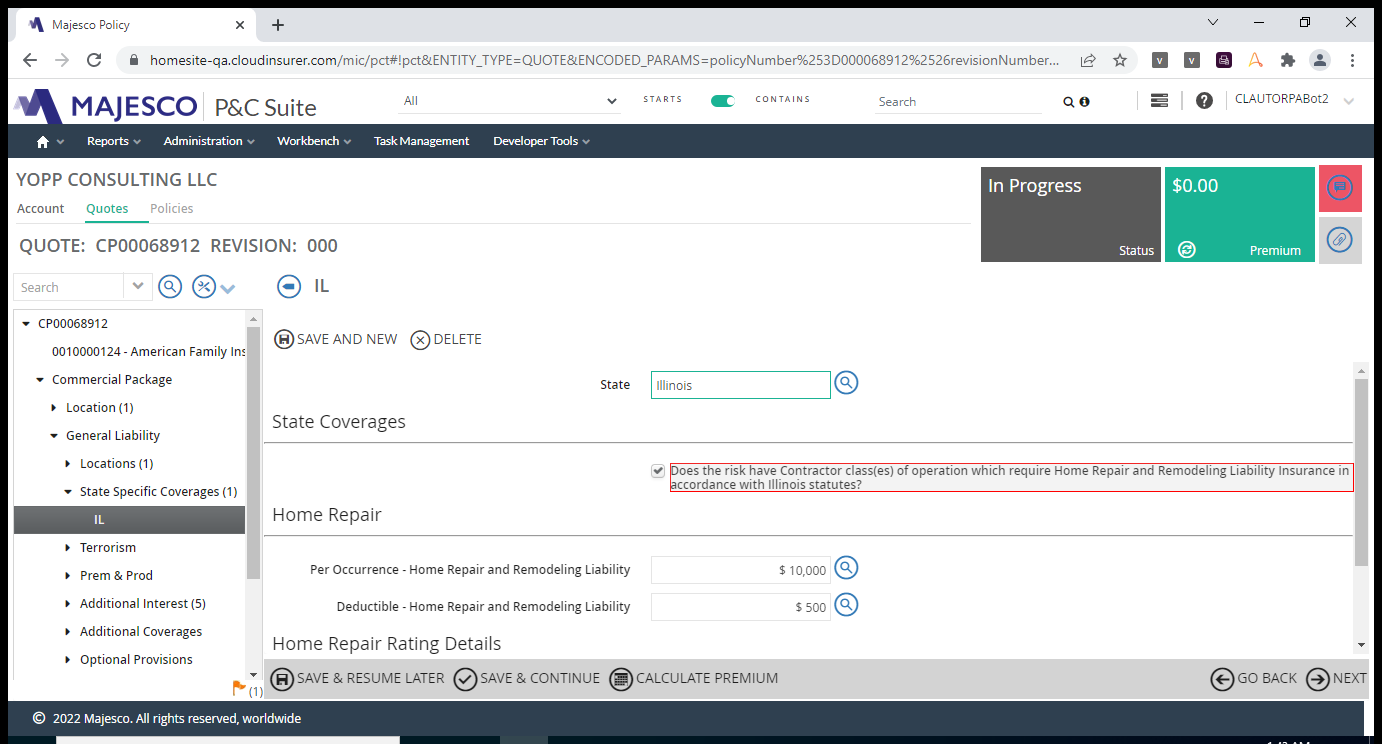 Majesco Policy
homesite-qa.cloudinsurer.com/mic/pct#!pct&ENTITY_TYPE=QUOTE&ENCODED_PARAMS=policyNumber%253D000068912%2526revisionNumber...
MAJESCO P&C Suite
All
STARTS
CONTAINS
Search
CLAUTORPABot2
Reports
Administration
Workbench
Task Management
Developer Tools
YOPP CONSULTING LLC
Account Quotes Policies
In Progress
Status
$0.00
Premium
QUOTE: CP00068912 REVISION: 000
Search
IL
CP00068912
0010000124 - American Family Ins
Commercial Package
Location (1)
General Liability
Locations (1)
State Specific Coverages (1)
IL
Terrorism
Prem & Prod
Additional Interest (5)
Additional Coverages
Optional Provisions
(1)
SAVE AND NEW DELETE
State Illinois
State Coverages
Does the risk have Contractor class(es) of operation which require Home Repair and Remodeling Liability Insurance in
accordance with Illinois statutes?
Home Repair
Per Occurrence - Home Repair and Remodeling Liability $ 10,000
Deductible - Home Repair and Remodeling Liability $ 500
Home Repair Rating Details
SAVE & RESUME LATER SAVE & CONTINUE CALCULATE PREMIUM GO BACK NEXT
© 2022 Majesco. All rights reserved, worldwide